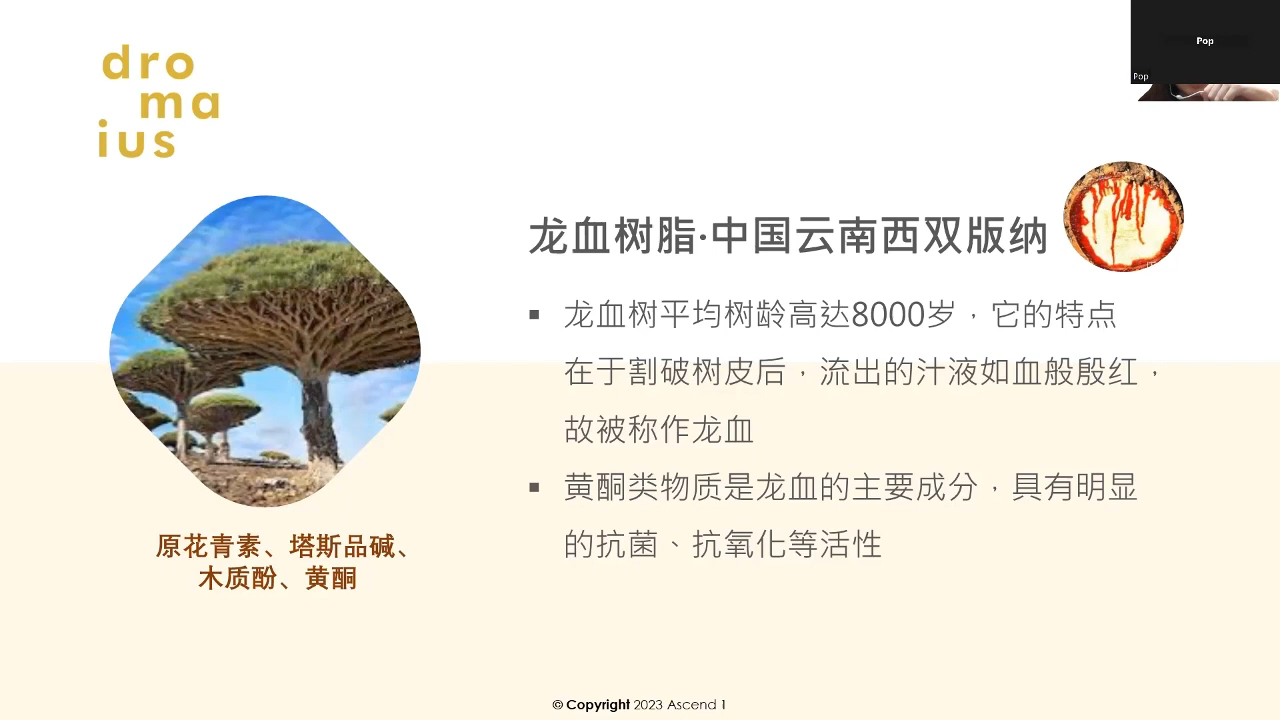 dro
ma
ius
Pop
Pop
龙血树脂·中国云南西双版纳
▪ 龙血树平均树龄高达8000岁，它的特点
在于割破树皮后，流出的汁液如血般殷红，
故被称作龙血
▪ 黄酮类物质是龙血的主要成分，具有明显
的抗菌、抗氧化等活性
原花青素、塔斯品碱、
木质酚、黄酮
© Copyright 2023 Ascend 1